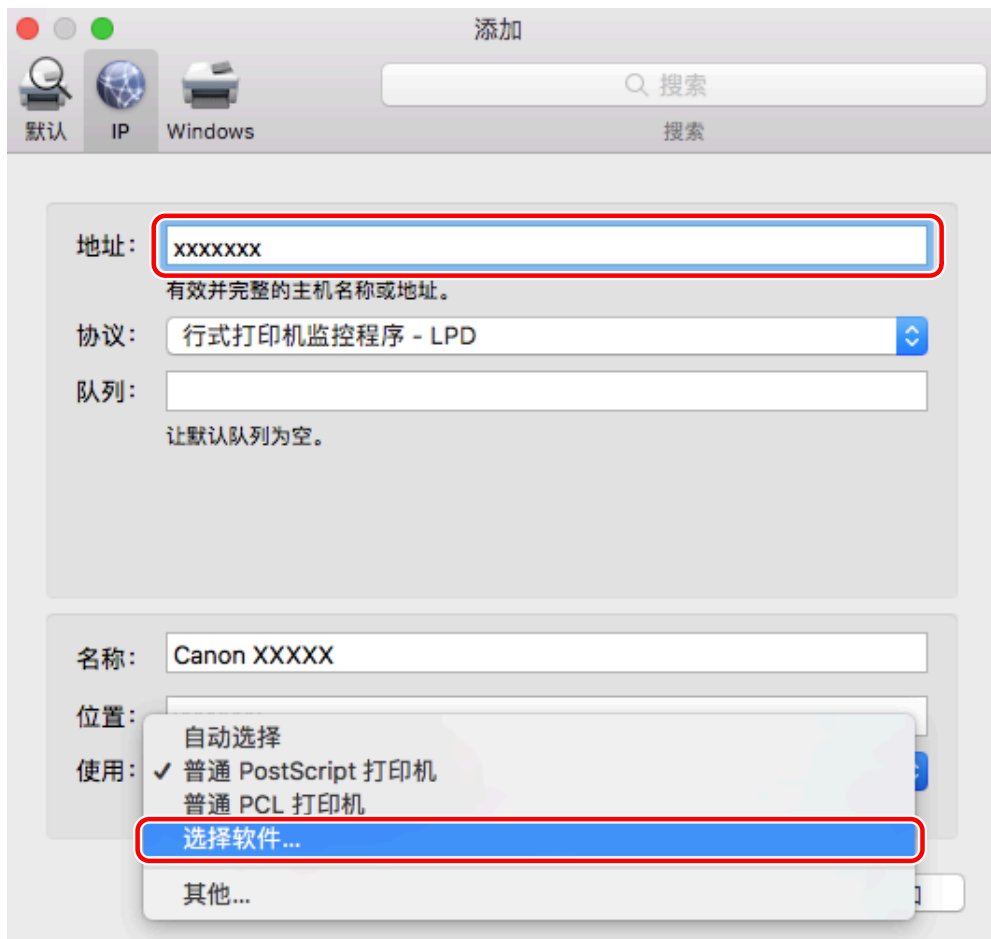 添加
搜索
默认 IP Windows 搜索
地址： xxxxxxx
有效并完整的主机名称或地址。
协议： 行式打印机监控程序 - LPD
队列：
让默认队列为空。
名称： Canon XXXXX
位置：
自动选择
使用： ✓ 普通 PostScript 打印机
普通 PCL 打印机
选择软件...
其他...